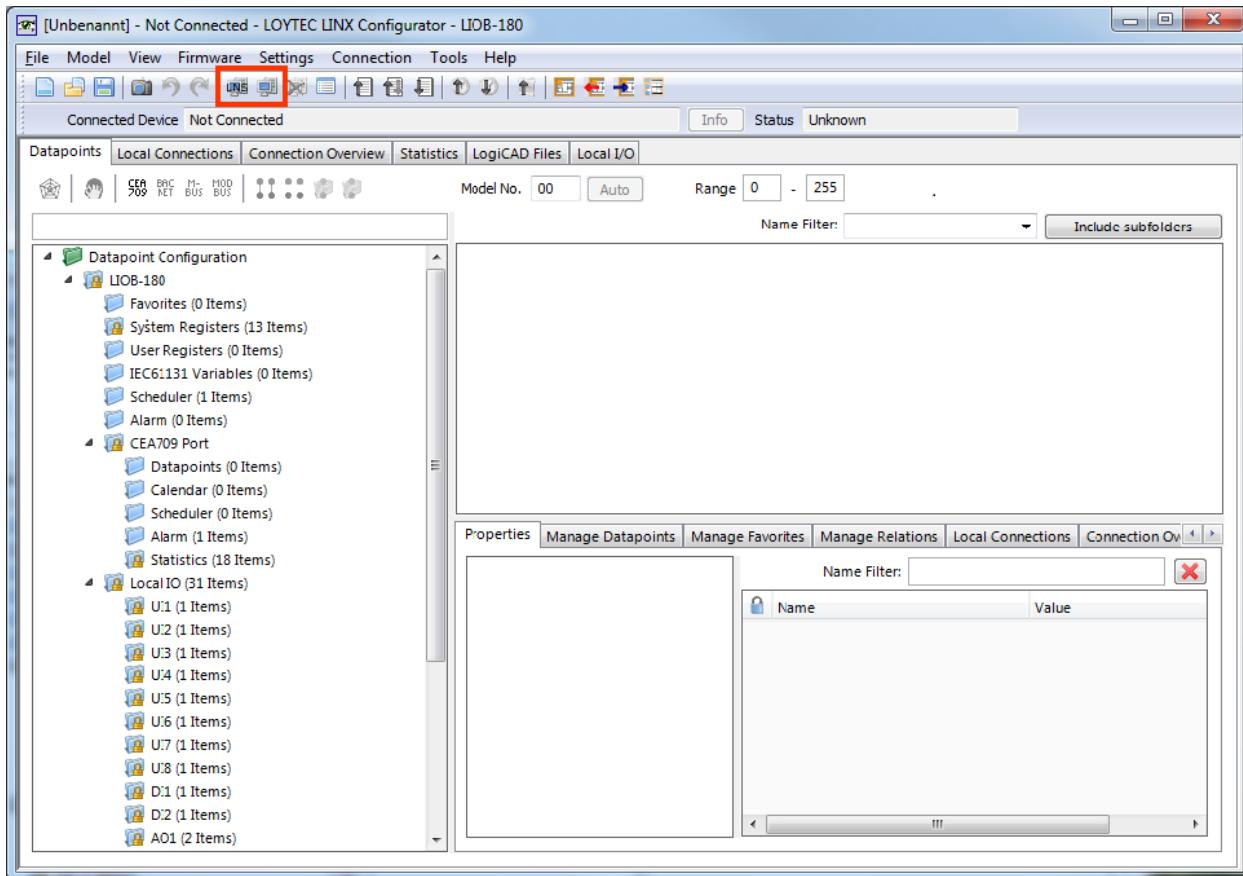 [Unbenannt] - Not Connected - LOYTEC LINX Configurator - LIOB-180
File Model View Firmware Settings Connection Tools Help
LNS
Connected Device Not Connected Info Status Unknown
Datapoints Local Connections Connection Overview Statistics LogiCAD Files Local I/O
CEA 709 BAC NET M- BUS MOD BUS Model No. 00 Auto Range 0 - 255
Name Filter: Include subfolders
Datapoint Configuration
LIOB-180
Favorites (0 Items)
System Registers (13 Items)
User Registers (0 Items)
IEC61131 Variables (0 Items)
Scheduler (1 Items)
Alarm (0 Items)
CEA709 Port
Datapoints (0 Items)
Calendar (0 Items)
Scheduler (0 Items)
Alarm (1 Items)
Statistics (18 Items)
Local IO (31 Items)
UI1 (1 Items)
UI2 (1 Items)
UI3 (1 Items)
UI4 (1 Items)
UI5 (1 Items)
UI6 (1 Items)
UI7 (1 Items)
UI8 (1 Items)
DI1 (1 Items)
DI2 (1 Items)
AO1 (2 Items)
Properties Manage Datapoints Manage Favorites Manage Relations Local Connections Connection Ov
Name Filter:
Name Value